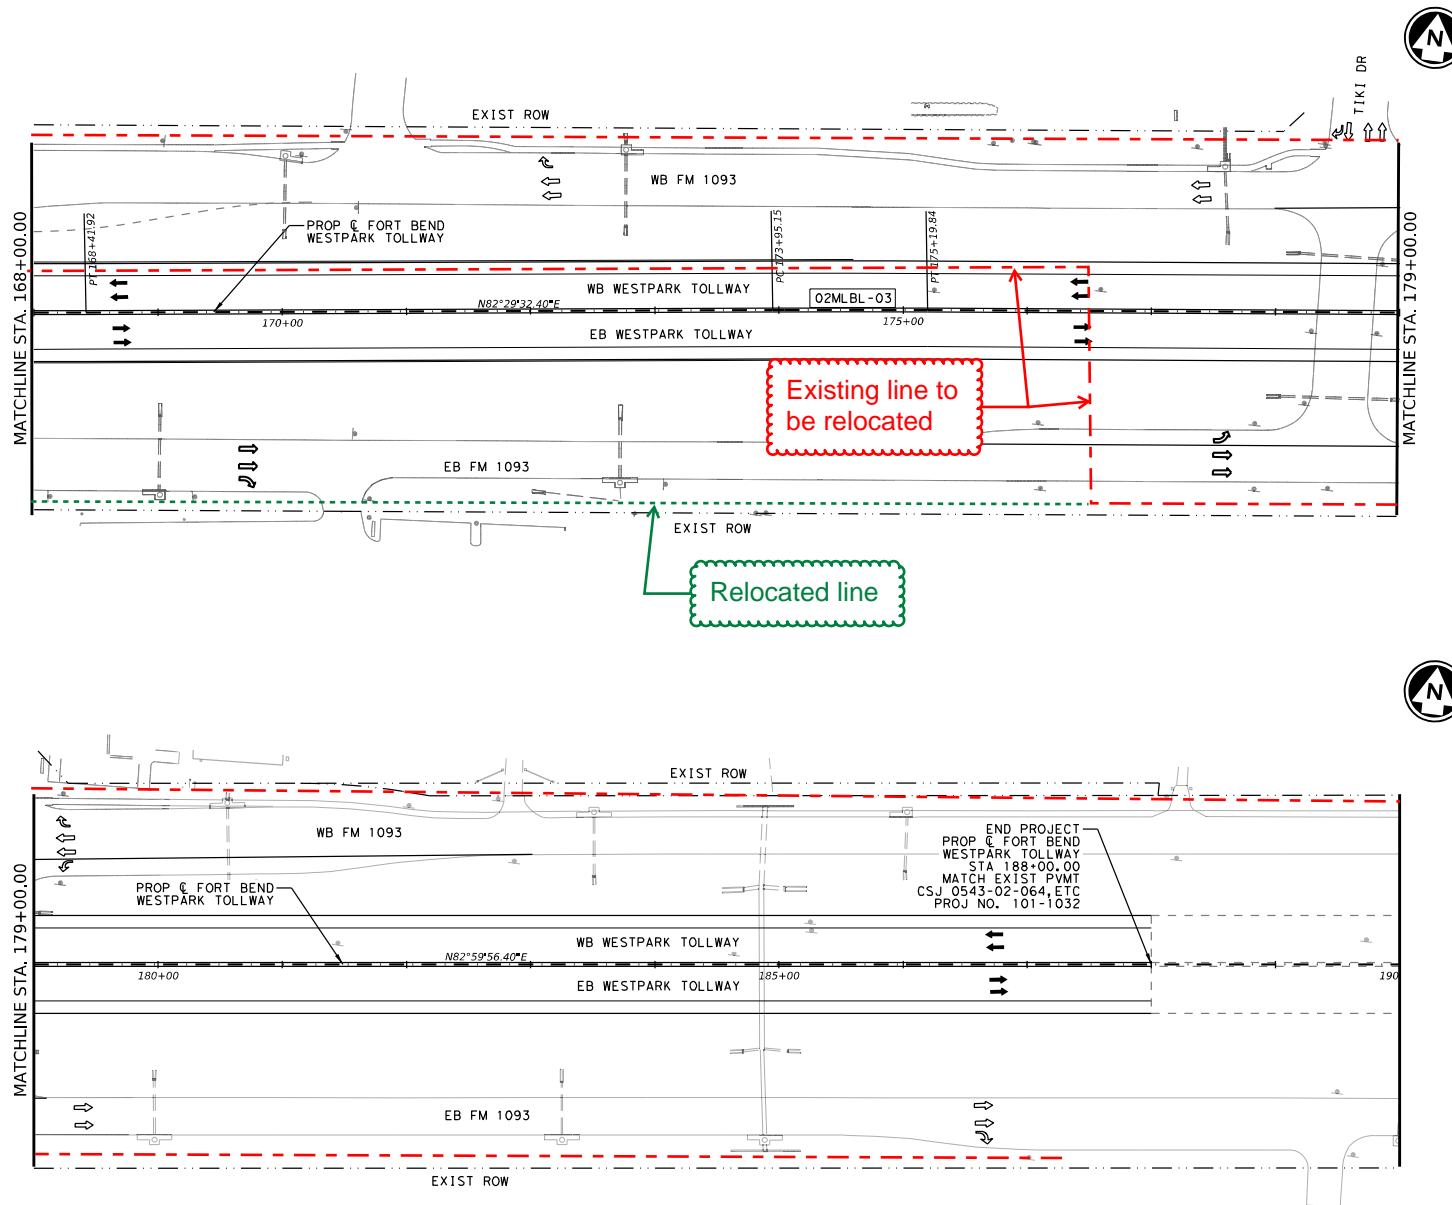 N
TIKI DR
EXIST ROW
WB FM 1093
MATCHLINE STA. 168+00.00
PT 168+41.92
PROP ℄ FORT BEND
WESTPARK TOLLWAY
PC 173+95.15
PT 175+19.84
MATCHLINE STA. 179+00.00
WB WESTPARK TOLLWAY
02MLBL-03
N82°29'32.40"E
170+00
175+00
EB WESTPARK TOLLWAY
Existing line to
be relocated
EB FM 1093
EXIST ROW
Relocated line
N
EXIST ROW
WB FM 1093
END PROJECT
PROP ℄ FORT BEND
WESTPARK TOLLWAY
STA 188+00.00
MATCH EXIST PVMT
CSJ 0543-02-064,ETC
PROJ NO. 101-1032
MATCHLINE STA. 179+00.00
PROP ℄ FORT BEND
WESTPARK TOLLWAY
WB WESTPARK TOLLWAY
N82°59'56.40"E
180+00
185+00
190
EB WESTPARK TOLLWAY
EB FM 1093
EXIST ROW